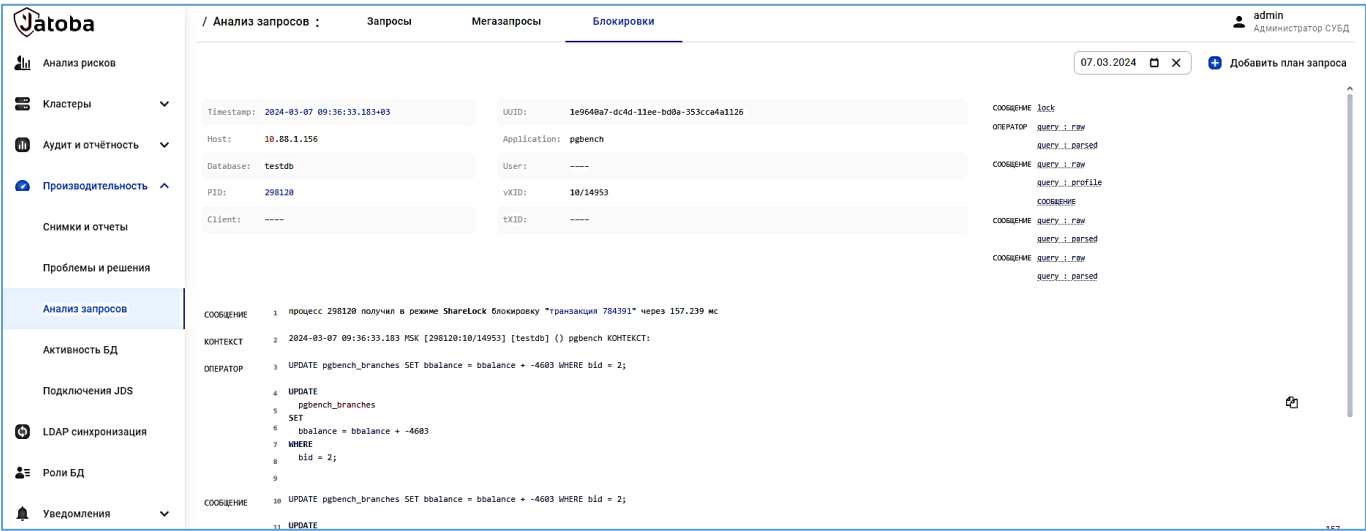 Jatoba
/ Анализ запросов :
Запросы
Мегазапросы
Блокировки
admin
Администратор СУБД
07.03.2024
Добавить план запроса
Анализ рисков
Кластеры
Аудит и отчётность
Производительность
Снимки и отчеты
Проблемы и решения
Анализ запросов
Активность БД
Подключения JDS
LDAP синхронизация
Роли БД
Уведомления
Timestamp: 2024-03-07 09:36:33.183+03
UUID: 1e9640a7-dc4d-11ee-bd0a-353cca4a1126
Host: 10.88.1.156
Application: pgbench
Database: testdb
User: ----
PID: 298120
vXID: 10/14953
Client: ----
tXID: ----
СООБЩЕНИЕ lock
ОПЕРАТОР query : raw
query : parsed
СООБЩЕНИЕ query : raw
query : profile
СООБЩЕНИЕ
СООБЩЕНИЕ query : raw
query : parsed
СООБЩЕНИЕ query : raw
query : parsed
СООБЩЕНИЕ 1 процесс 298120 получил в режиме ShareLock блокировку "транзакция 784391" через 157.239 мс
КОНТЕКСТ 2 2024-03-07 09:36:33.183 MSK [298120:10/14953] [testdb] () pgbench КОНТЕКСТ:
ОПЕРАТОР 3 UPDATE pgbench_branches SET bbalance = bbalance + -4603 WHERE bid = 2;
4 UPDATE
5 pgbench_branches
SET
6 bbalance = bbalance + -4603
7 WHERE
8 bid = 2;
9
СООБЩЕНИЕ 10 UPDATE pgbench_branches SET bbalance = bbalance + -4603 WHERE bid = 2;
11 UPDATE
157